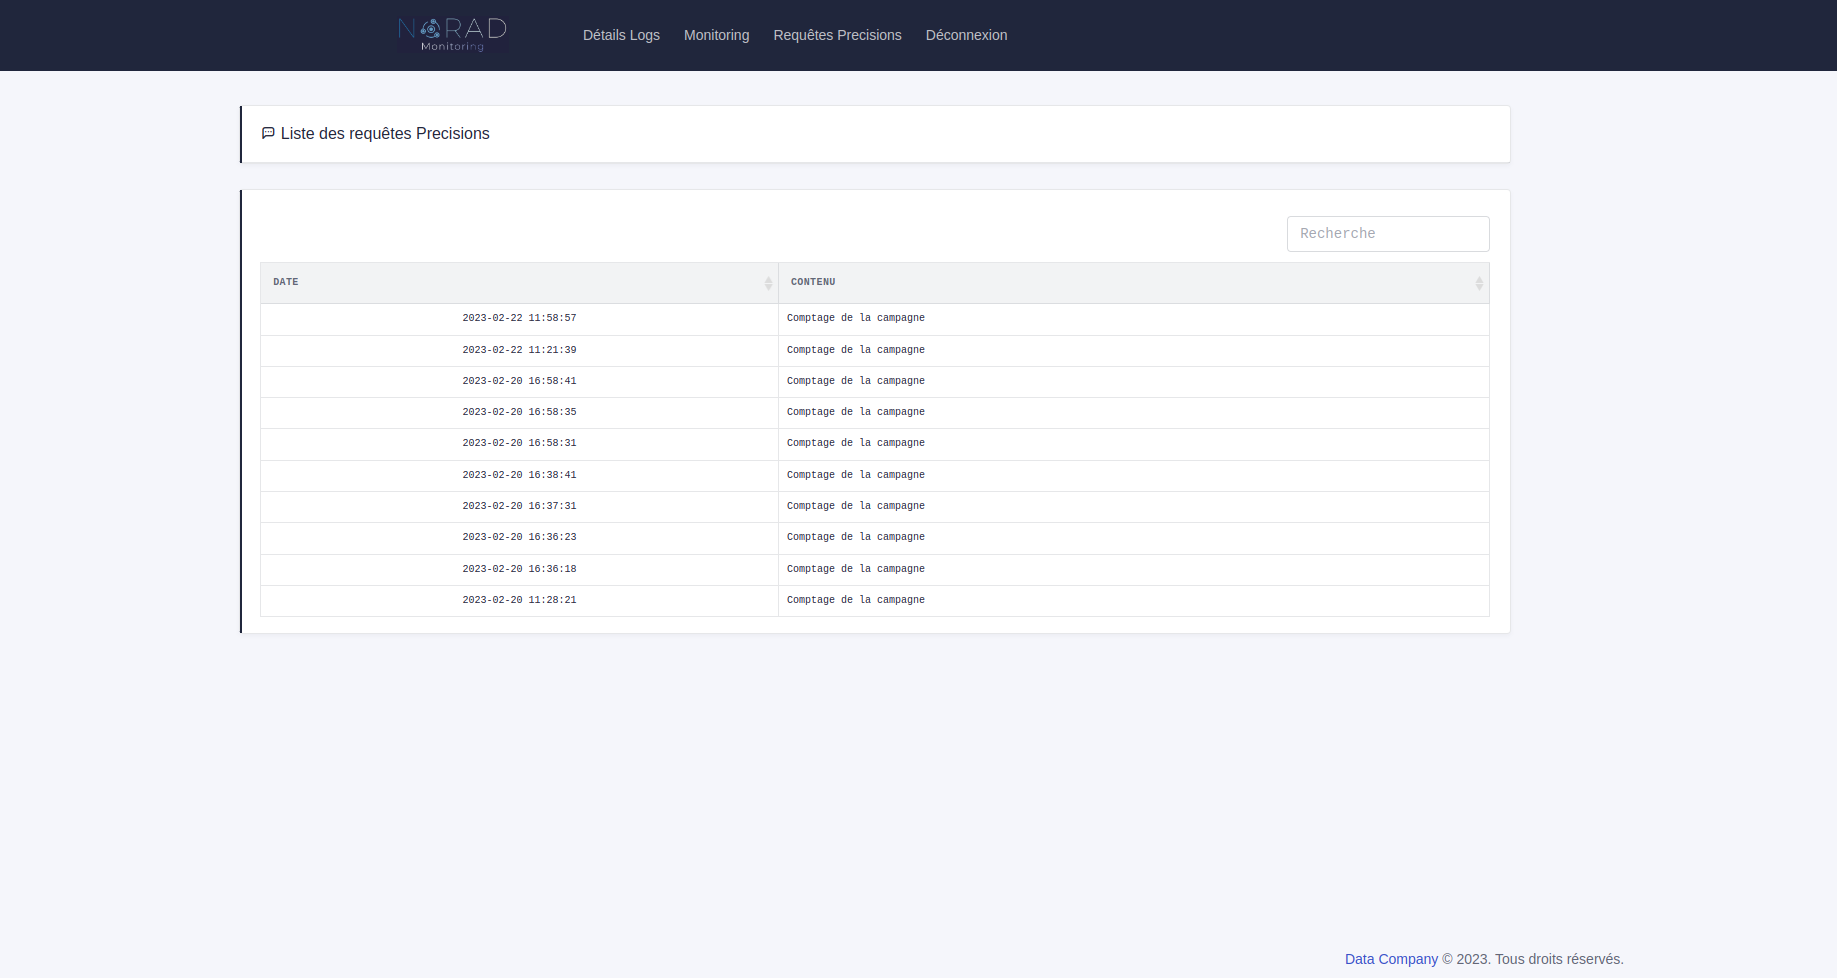 NORAD
Monitoring
Détails Logs Monitoring Requêtes Precisions Déconnexion
Liste des requêtes Precisions
Recherche
DATE CONTENU
2023-02-22 11:58:57 Comptage de la campagne
2023-02-22 11:21:39 Comptage de la campagne
2023-02-20 16:58:41 Comptage de la campagne
2023-02-20 16:58:35 Comptage de la campagne
2023-02-20 16:58:31 Comptage de la campagne
2023-02-20 16:38:41 Comptage de la campagne
2023-02-20 16:37:31 Comptage de la campagne
2023-02-20 16:36:23 Comptage de la campagne
2023-02-20 16:36:18 Comptage de la campagne
2023-02-20 11:28:21 Comptage de la campagne
Data Company © 2023. Tous droits réservés.